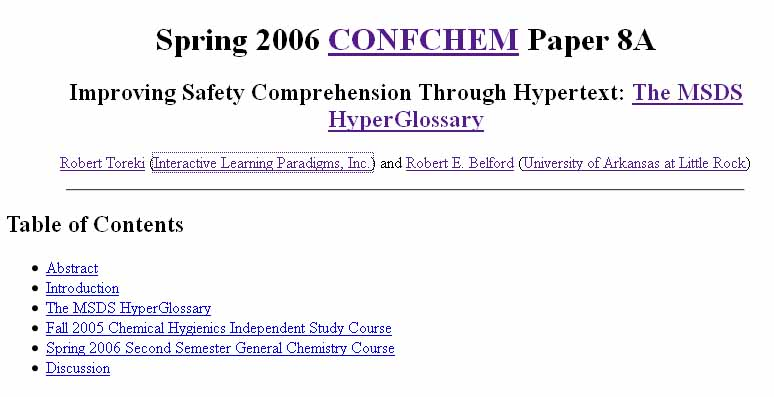 Spring 2006 CONFCHEM Paper 8A
Improving Safety Comprehension Through Hypertext: The MSDS
HyperGlossary
Robert Toreki (Interactive Learning Paradigms, Inc.) and Robert E. Belford (University of Arkansas at Little Rock)
Table of Contents
Abstract
Introduction
The MSDS HyperGlossary
Fall 2005 Chemical Hygienics Independent Study Course
Spring 2006 Second Semester General Chemistry Course
Discussion